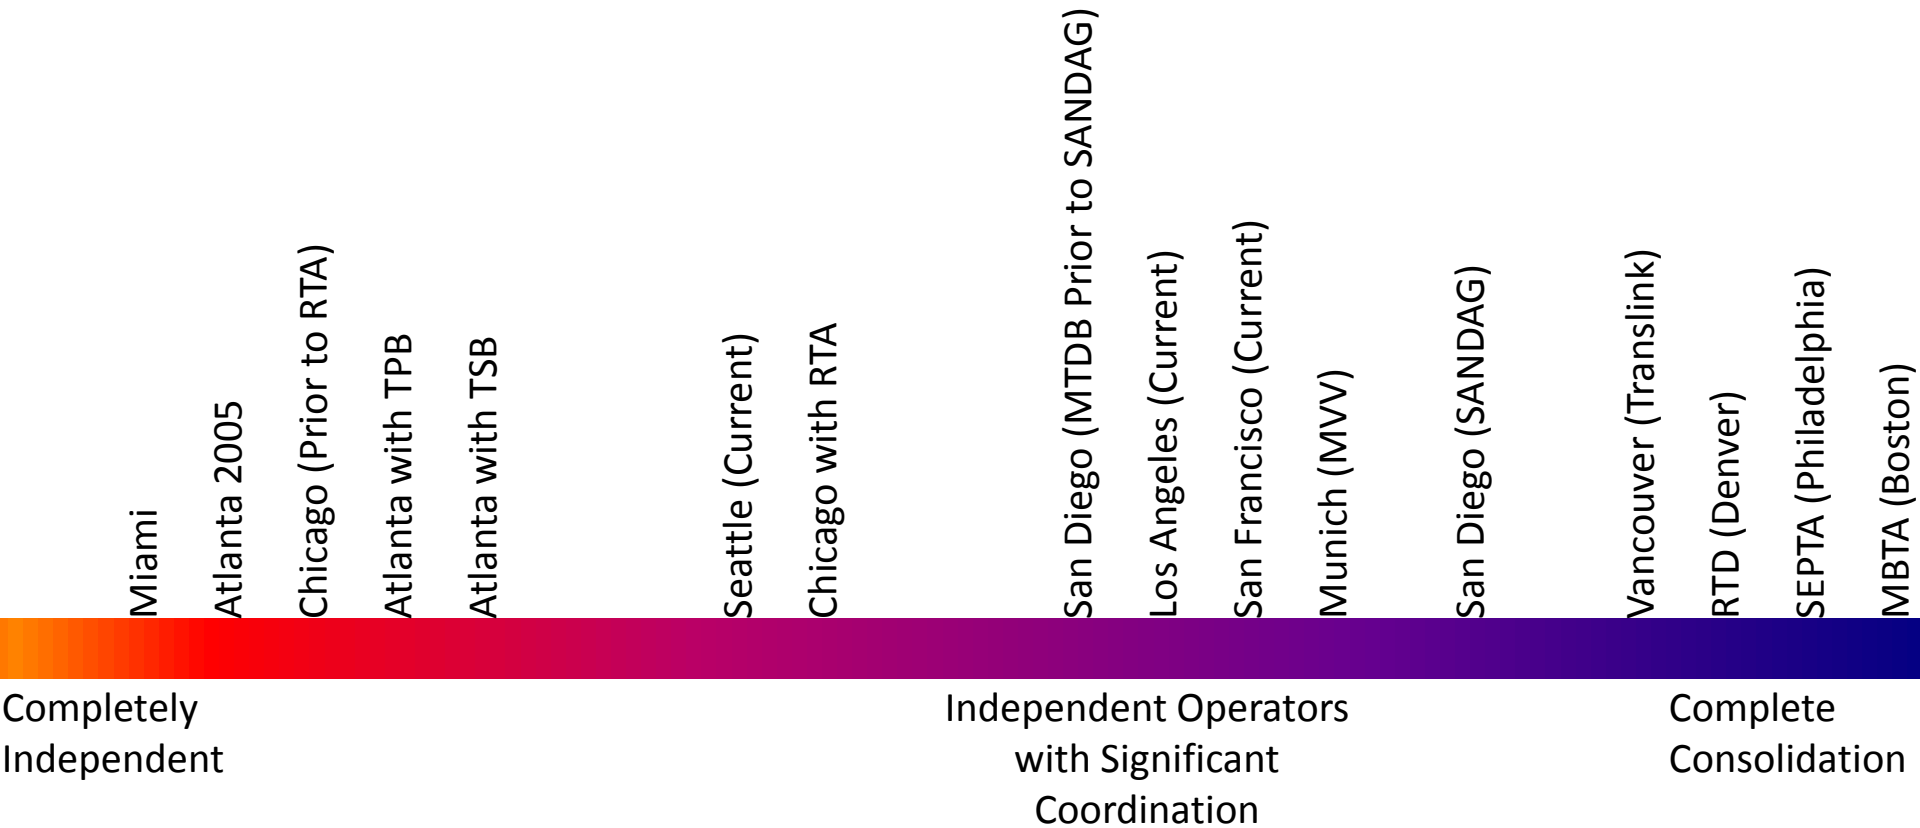 Miami
Atlanta 2005
Chicago (Prior to RTA)
Atlanta with TPB
Atlanta with TSB
Seattle (Current)
Chicago with RTA
San Diego (MTDB Prior to SANDAG)
Los Angeles (Current)
San Francisco (Current)
Munich (MVV)
San Diego (SANDAG)
Vancouver (Translink)
RTD (Denver)
SEPTA (Philadelphia)
MBTA (Boston)
Completely
Independent
Independent Operators
with Significant
Coordination
Complete
Consolidation